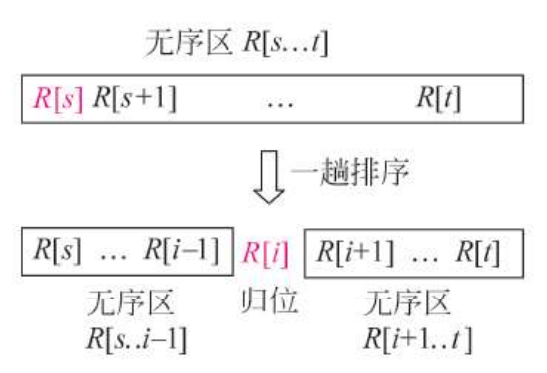 无序区 R[s…t]
R[s] R[s+1] … R[t]
一趟排序
R[s] … R[i–1] R[i] R[i+1] … R[t]
无序区 归位 无序区
R[s..i–1] R[i+1..t]